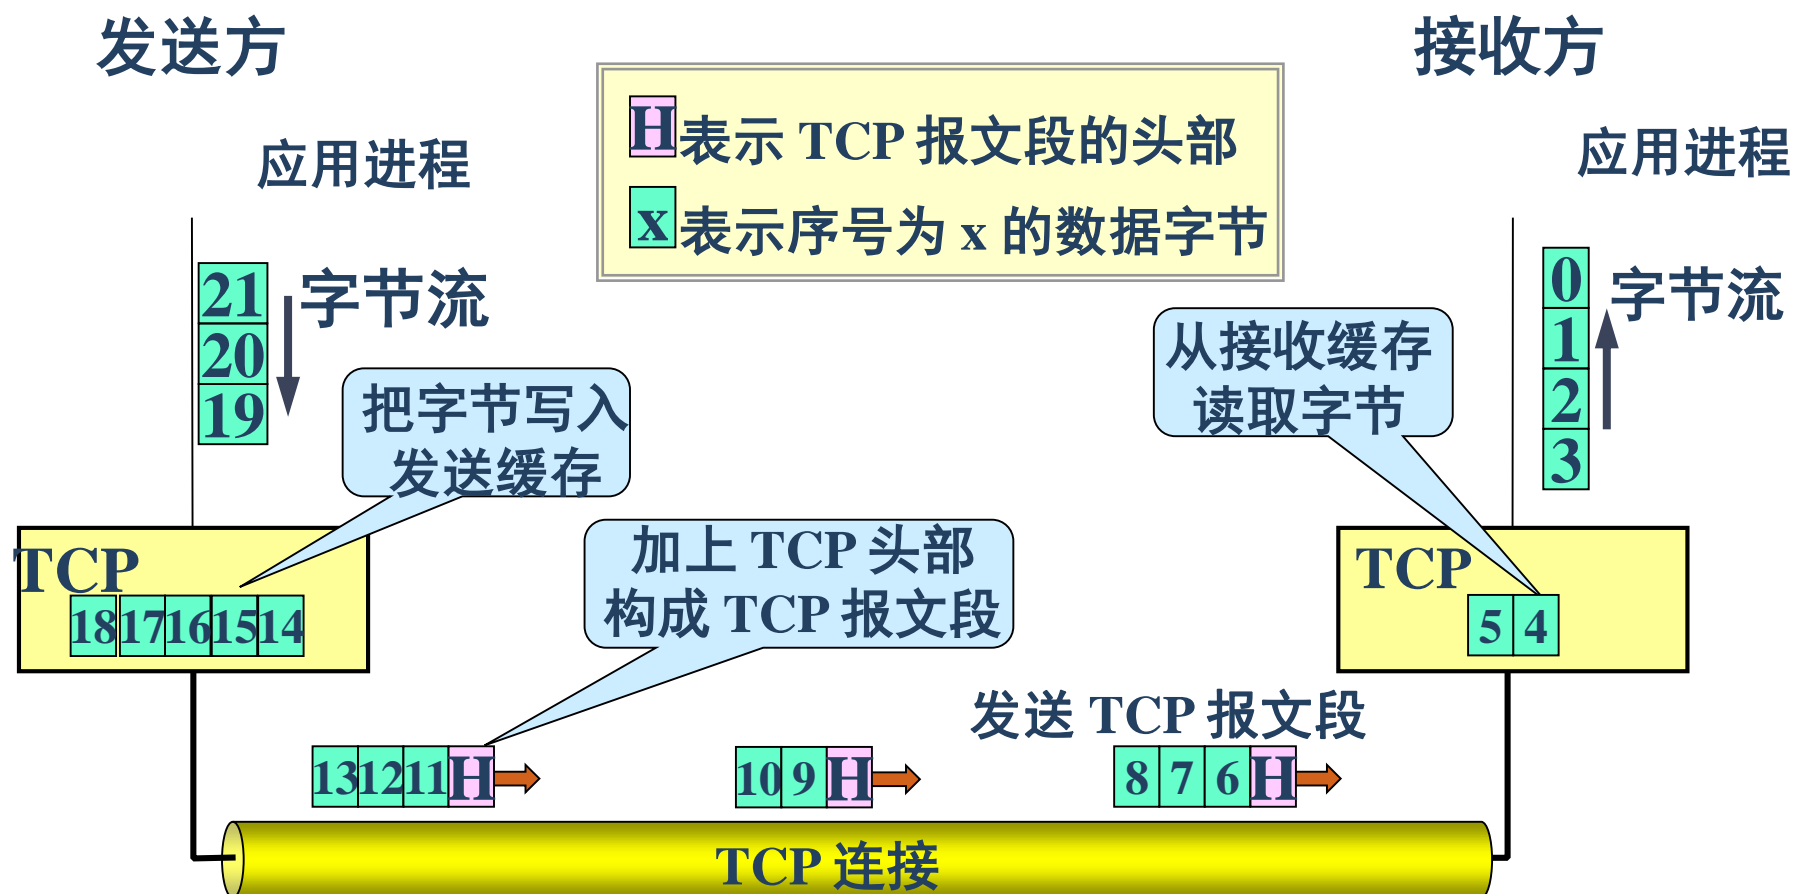 发送方
接收方
H表示 TCP 报文段的头部
x表示序号为 x 的数据字节
应用进程
应用进程
21
20
19
字节流
0
1
2
3
字节流
把字节写入
发送缓存
从接收缓存
读取字节
加上 TCP 头部
构成 TCP 报文段
TCP
18 17 16 15 14
TCP
5 4
发送 TCP 报文段
13 12 11 H
10 9 H
8 7 6 H
TCP 连接